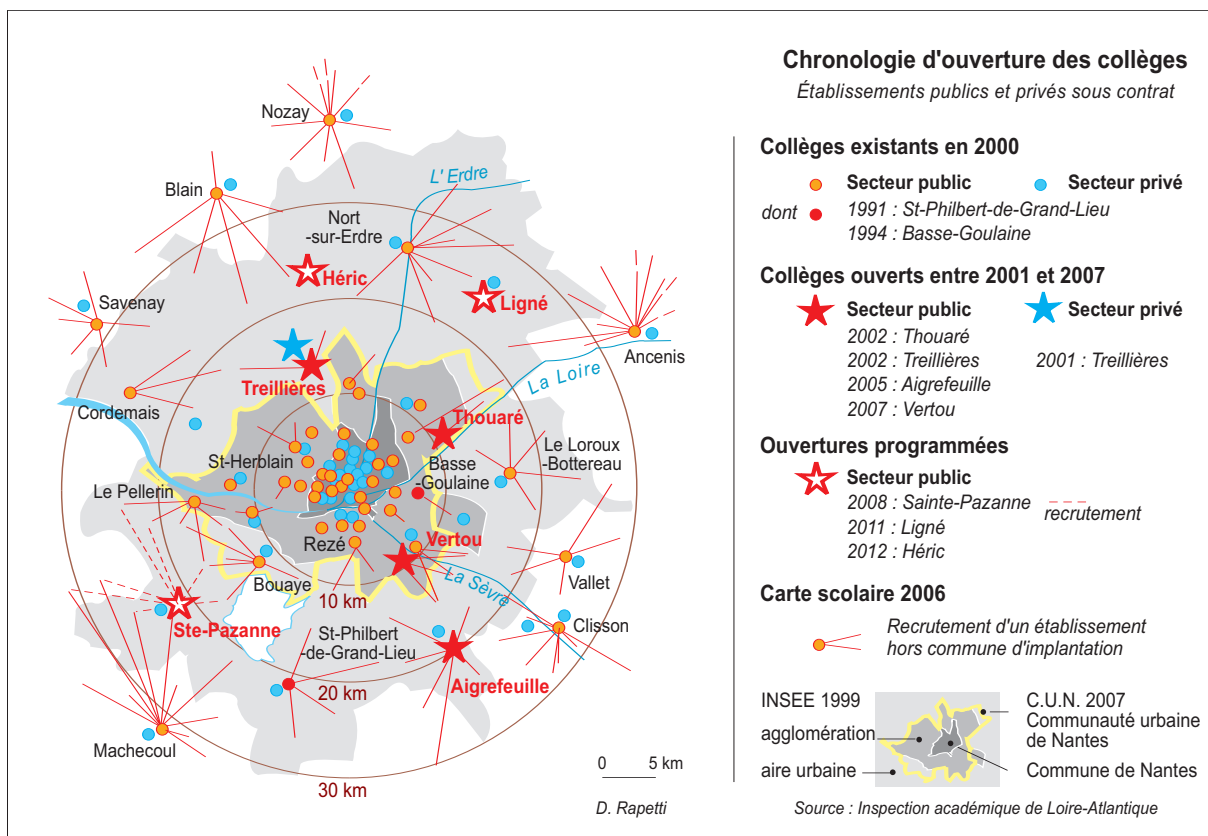 Nozay
Blain
L'Erdre
Nort
-sur-Erdre
Héric
Ligné
Savenay
Ancenis
Treillières
La Loire
Cordemais
Thouaré
St-Herblain
Basse
-Goulaine
Le Loroux
-Bottereau
Le Pellerin
Rezé
Vertou
Bouaye
La Sèvre
Vallet
10 km
Ste-Pazanne
St-Philbert
-de-Grand-Lieu
Clisson
20 km
Aigrefeuille
Machecoul
30 km
0 5 km
D. Rapetti
Chronologie d'ouverture des collèges
Établissements publics et privés sous contrat
Collèges existants en 2000
Secteur public Secteur privé
dont 1991 : St-Philbert-de-Grand-Lieu
1994 : Basse-Goulaine
Collèges ouverts entre 2001 et 2007
Secteur public Secteur privé
2002 : Thouaré
2002 : Treillières 2001 : Treillières
2005 : Aigrefeuille
2007 : Vertou
Ouvertures programmées
Secteur public
2008 : Sainte-Pazanne recrutement
2011 : Ligné
2012 : Héric
Carte scolaire 2006
Recrutement d'un établissement
hors commune d'implantation
INSEE 1999
agglomération
aire urbaine
C.U.N. 2007
Communauté urbaine
de Nantes
Commune de Nantes
Source : Inspection académique de Loire-Atlantique